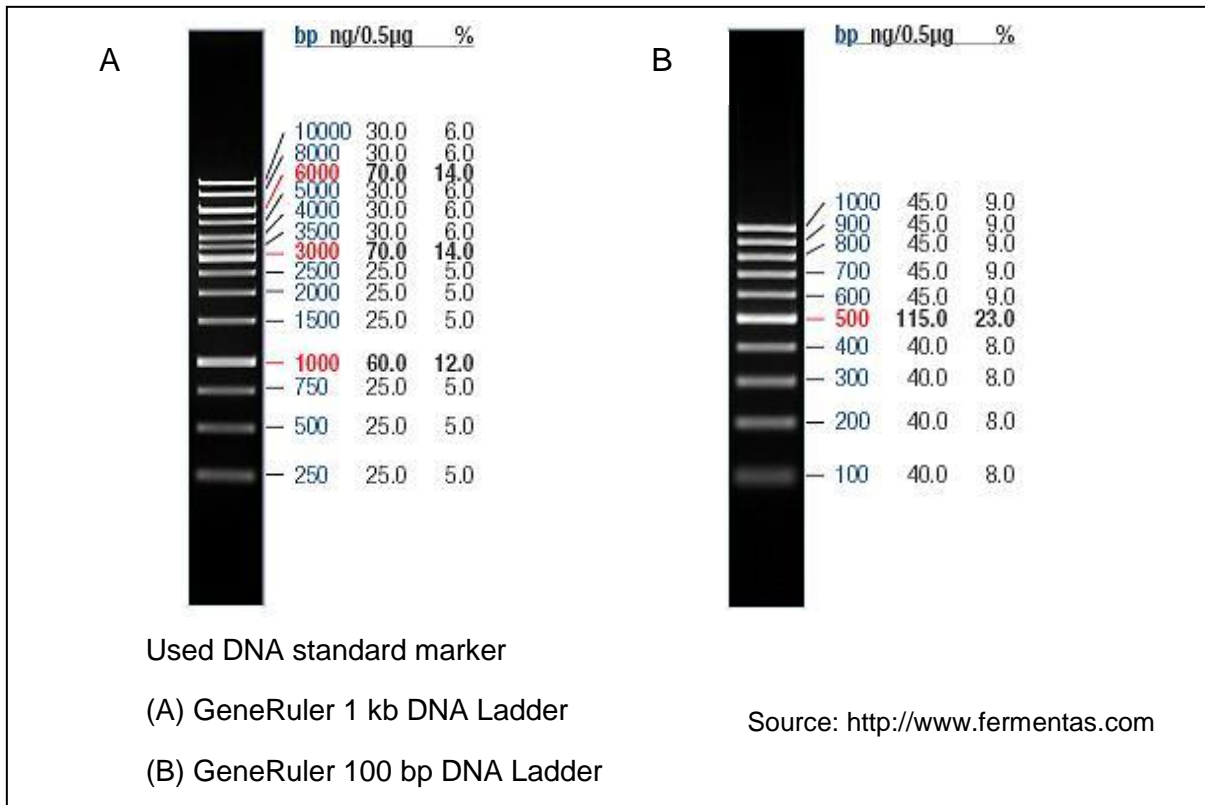 A
bp ng/0.5µg %
10000 30.0 6.0
8000 30.0 6.0
6000 70.0 14.0
5000 30.0 6.0
4000 30.0 6.0
3500 30.0 6.0
3000 70.0 14.0
2500 25.0 5.0
2000 25.0 5.0
1500 25.0 5.0
1000 60.0 12.0
750 25.0 5.0
500 25.0 5.0
250 25.0 5.0
B
bp ng/0.5µg %
1000 45.0 9.0
900 45.0 9.0
800 45.0 9.0
700 45.0 9.0
600 45.0 9.0
500 115.0 23.0
400 40.0 8.0
300 40.0 8.0
200 40.0 8.0
100 40.0 8.0
Used DNA standard marker
(A) GeneRuler 1 kb DNA Ladder
(B) GeneRuler 100 bp DNA Ladder
Source: http://www.fermentas.com